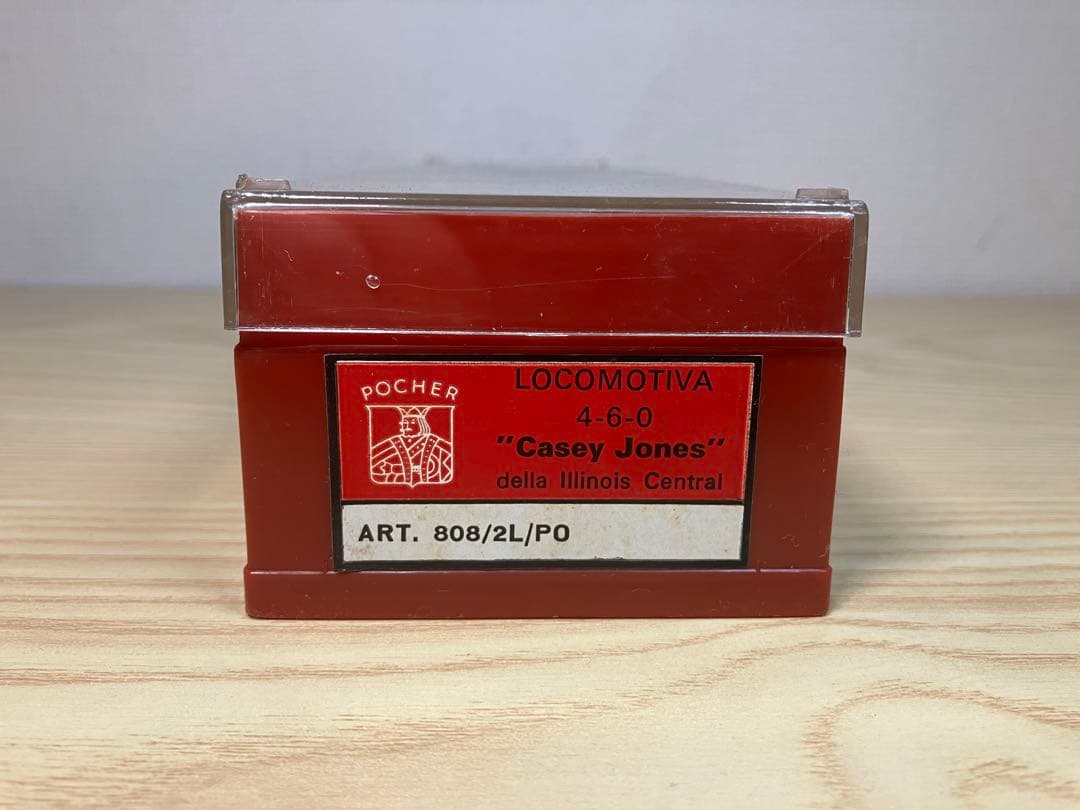 POCHER
LOCOMOTIVA
4-6-0
"Casey Jones"
della Illinois Central
ART. 808/2L/PO